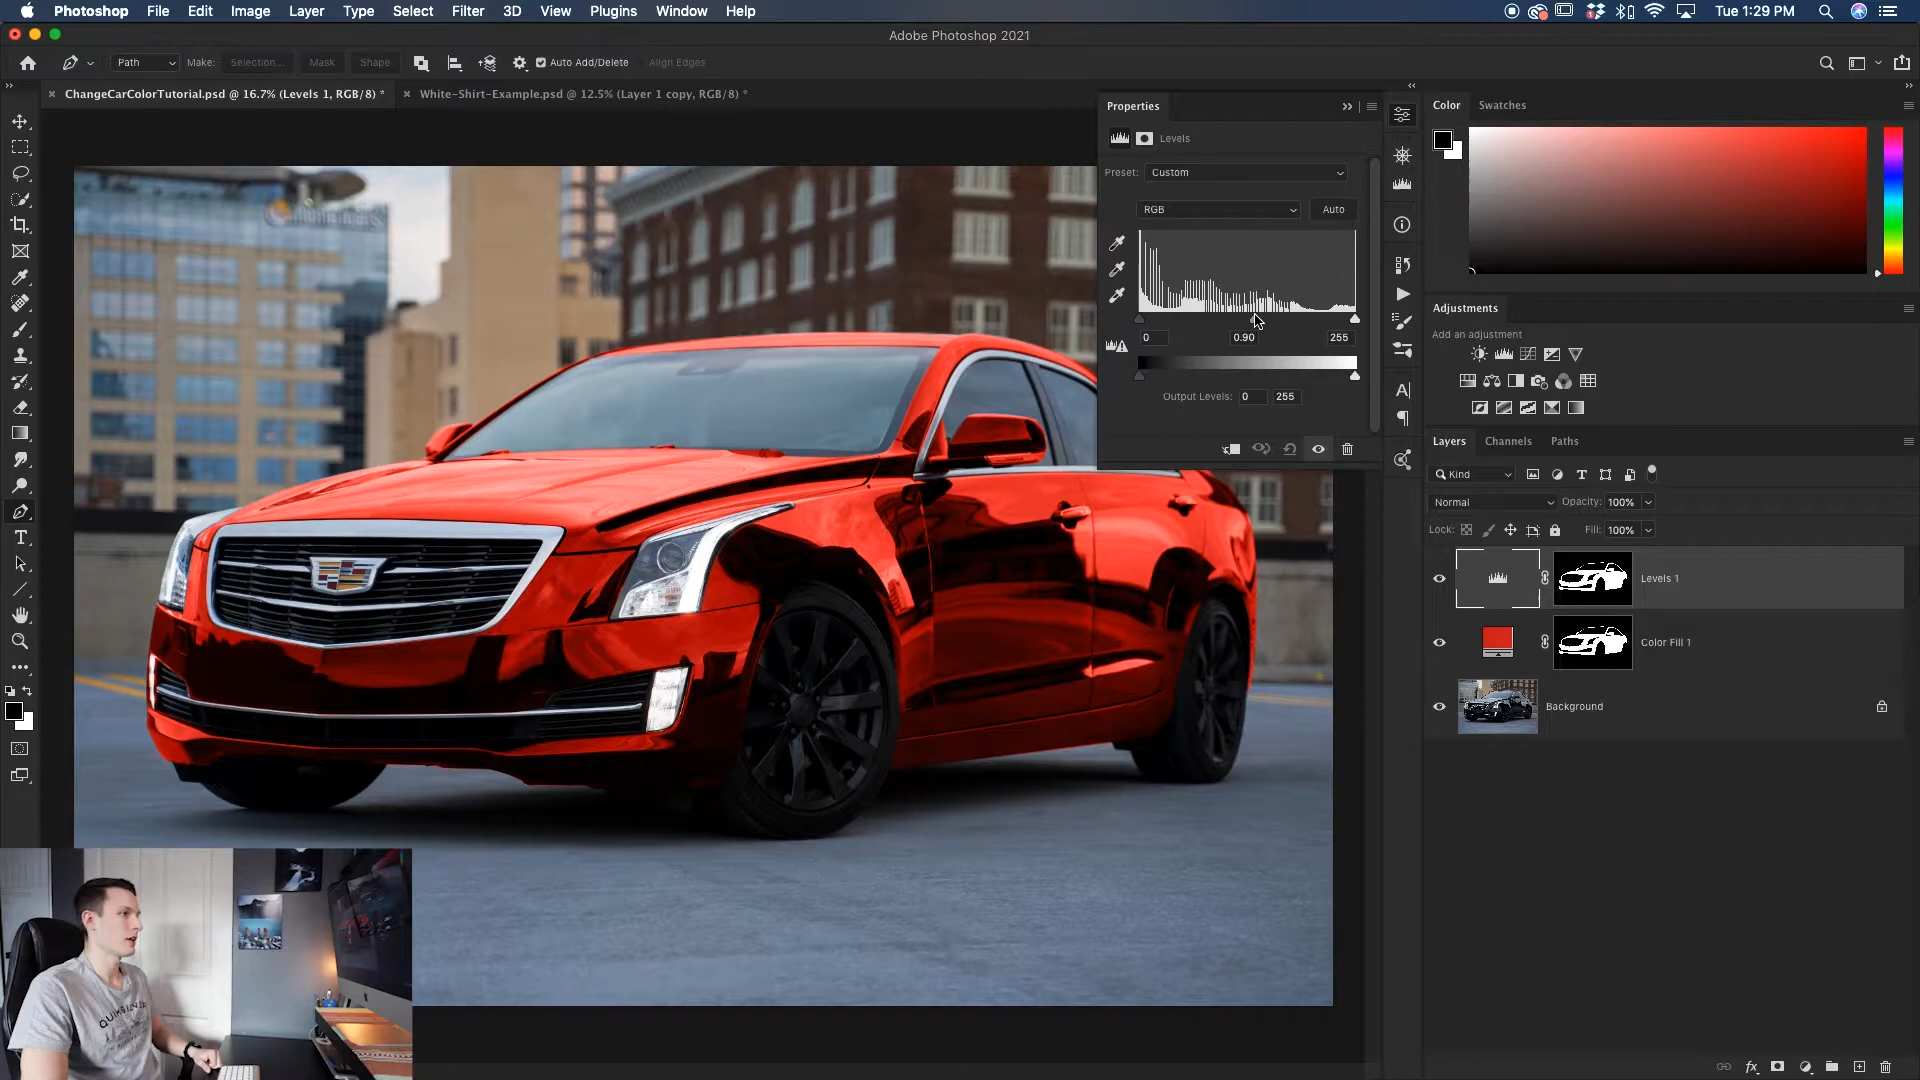 Photoshop File Edit Image Layer Type Select Filter 3D View Plugins Window Help Tue 1:29 PM
Adobe Photoshop 2021
Path Make: Selection... Mask Shape Auto Add/Delete Align Edges
ChangeCarColorTutorial.psd @ 16.7% (Levels 1, RGB/8) * White-Shirt-Example.psd @ 12.5% (Layer 1 copy, RGB/8) *
Properties
Levels
Preset: Custom
RGB Auto
0 0.90 255
Output Levels: 0 255
Color Swatches
Adjustments
Add an adjustment
Layers Channels Paths
Kind
Normal Opacity: 100%
Lock: Fill: 100%
Levels 1
Color Fill 1
Background